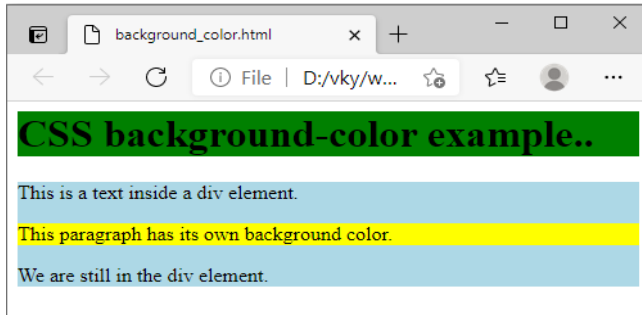 background_color.html
File
D:/vky/w...
CSS background-color example..
This is a text inside a div element.
This paragraph has its own background color.
We are still in the div element.